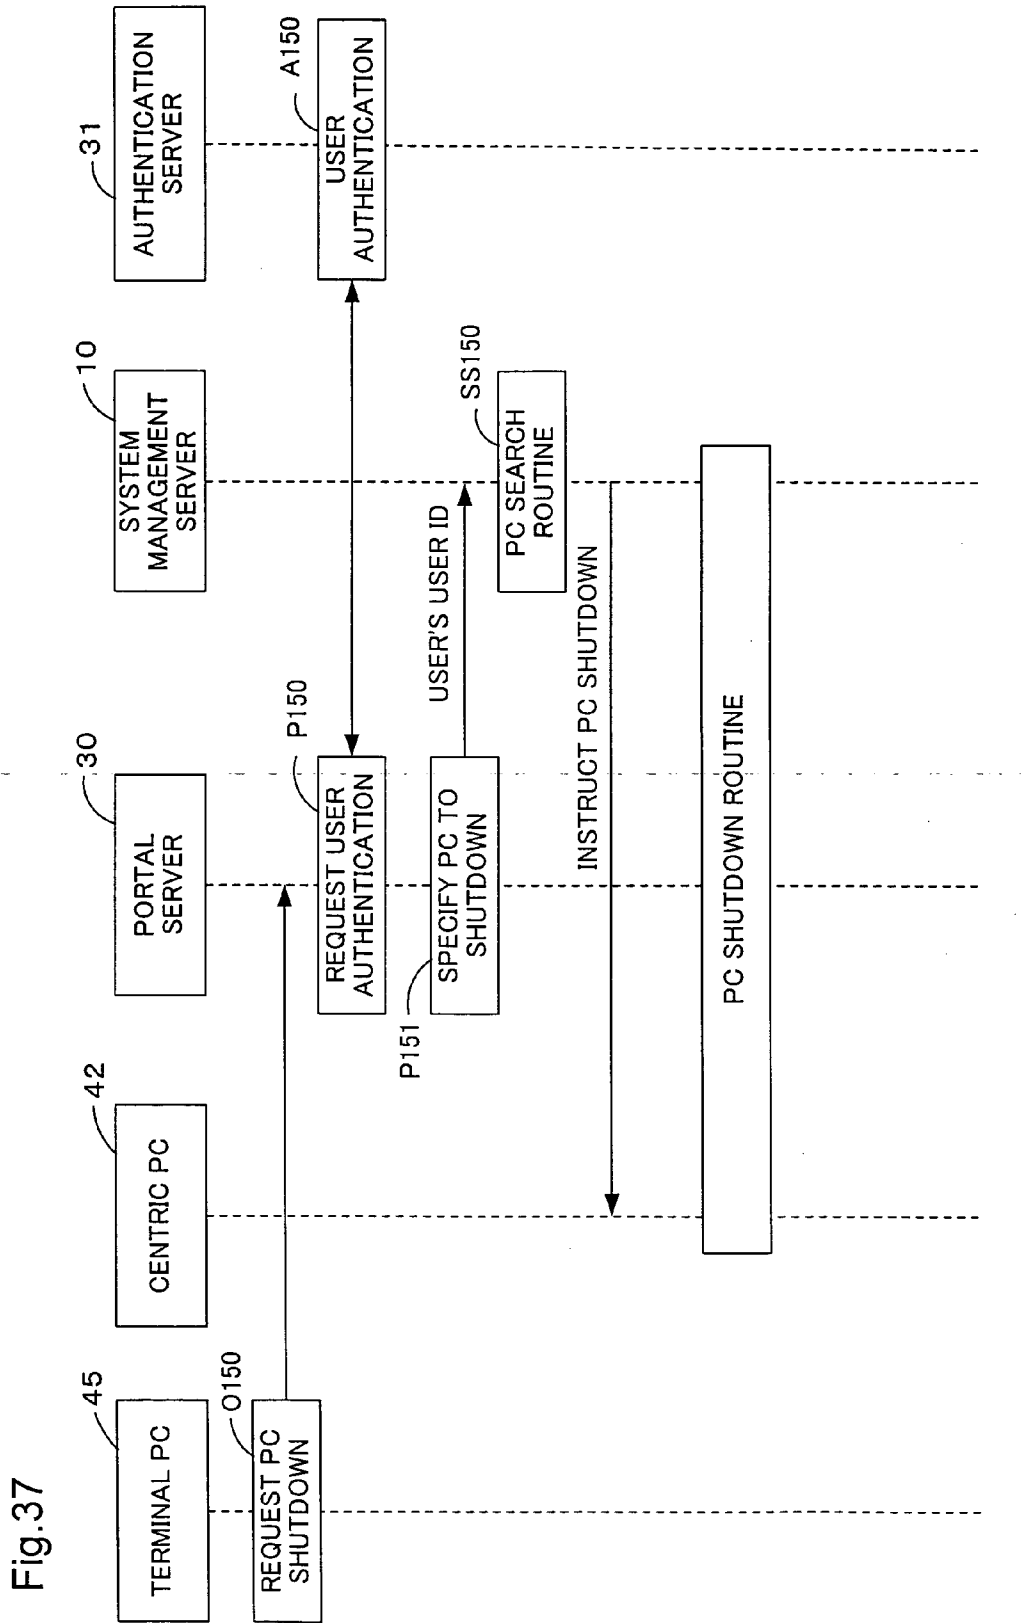 Fig.37
45
TERMINAL PC
42
CENTRIC PC
30
PORTAL
SERVER
10
SYSTEM
MANAGEMENT
SERVER
31
AUTHENTICATION
SERVER
O150
REQUEST PC
SHUTDOWN
P150
REQUEST USER
AUTHENTICATION
A150
USER
AUTHENTICATION
P151
SPECIFY PC TO
SHUTDOWN
USER'S USER ID
SS150
PC SEARCH
ROUTINE
INSTRUCT PC SHUTDOWN
PC SHUTDOWN ROUTINE